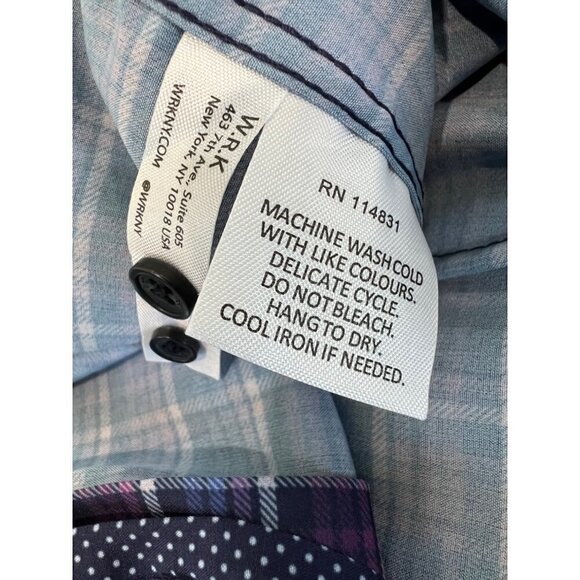 W.R.K
463 7th Ave., Suite 605
New York, NY 10018 USA
WRKNY.COM @WRKNY
RN 114831
MACHINE WASH COLD
WITH LIKE COLOURS.
DELICATE CYCLE.
DO NOT BLEACH.
HANG TO DRY.
COOL IRON IF NEEDED.